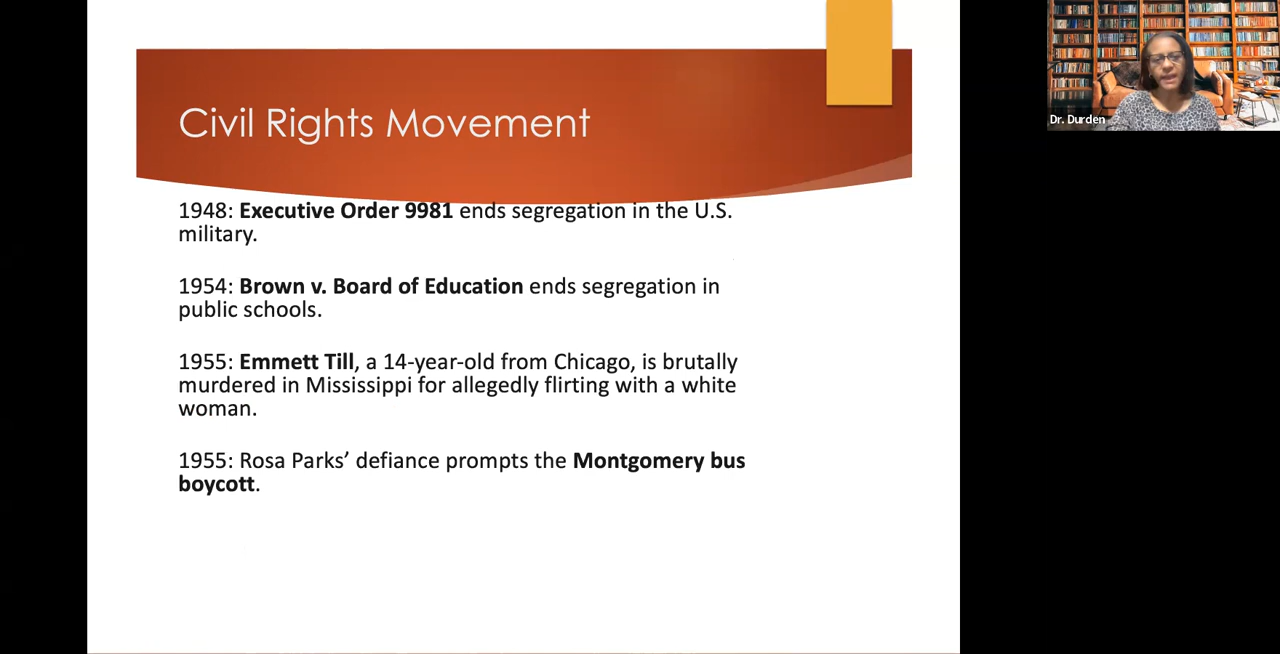 Civil Rights Movement
1948: Executive Order 9981 ends segregation in the U.S.
military.
1954: Brown v. Board of Education ends segregation in
public schools.
1955: Emmett Till, a 14-year-old from Chicago, is brutally
murdered in Mississippi for allegedly flirting with a white
woman.
1955: Rosa Parks’ defiance prompts the Montgomery bus
boycott.
Dr. Durden